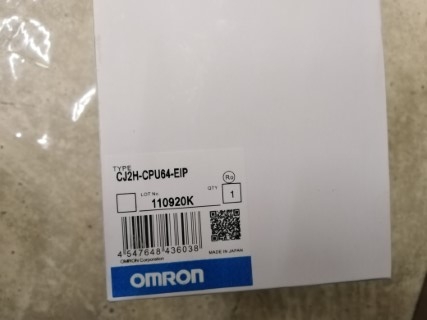 TYPE
CJ2H-CPU64-EIP
LOT No.
110920K
QTY
1
4 547648 436038
OMRON Corporation
MADE IN JAPAN
OMRON